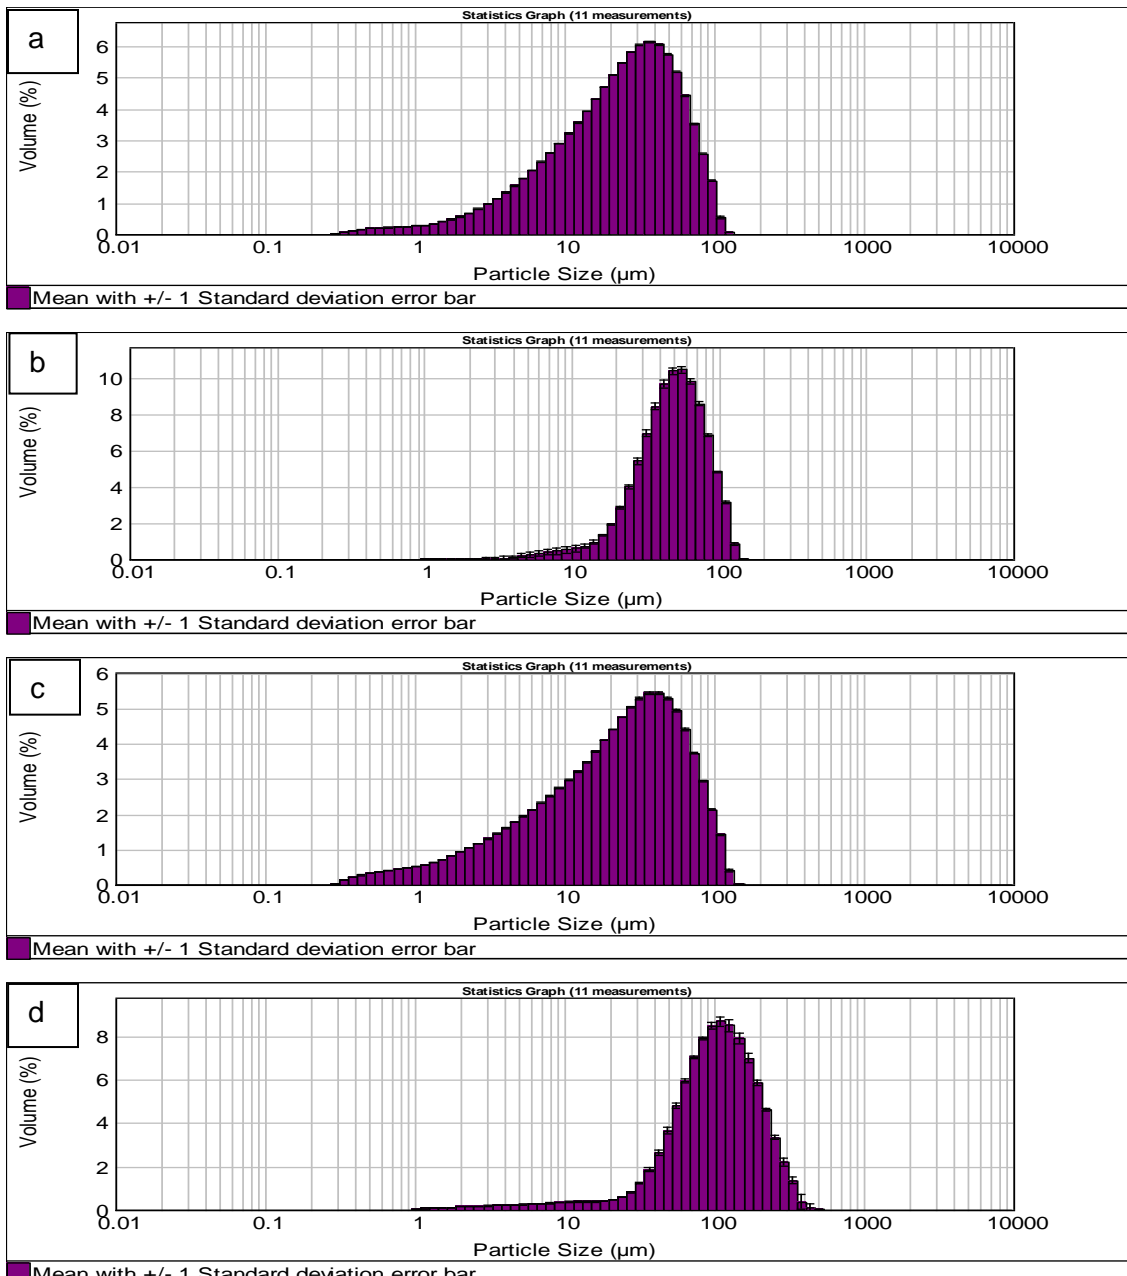 a
Statistics Graph (11 measurements)
Volume (%)
6
5
4
3
2
1
0
0.01 0.1 1 10 100 1000 10000
Particle Size (µm)
Mean with +/- 1 Standard deviation error bar
b
Statistics Graph (11 measurements)
Volume (%)
10
8
6
4
2
0
0.01 0.1 1 10 100 1000 10000
Particle Size (µm)
Mean with +/- 1 Standard deviation error bar
c
Statistics Graph (11 measurements)
Volume (%)
6
5
4
3
2
1
0
0.01 0.1 1 10 100 1000 10000
Particle Size (µm)
Mean with +/- 1 Standard deviation error bar
d
Statistics Graph (11 measurements)
Volume (%)
8
6
4
2
0
0.01 0.1 1 10 100 1000 10000
Particle Size (µm)
Mean with +/- 1 Standard deviation error bar